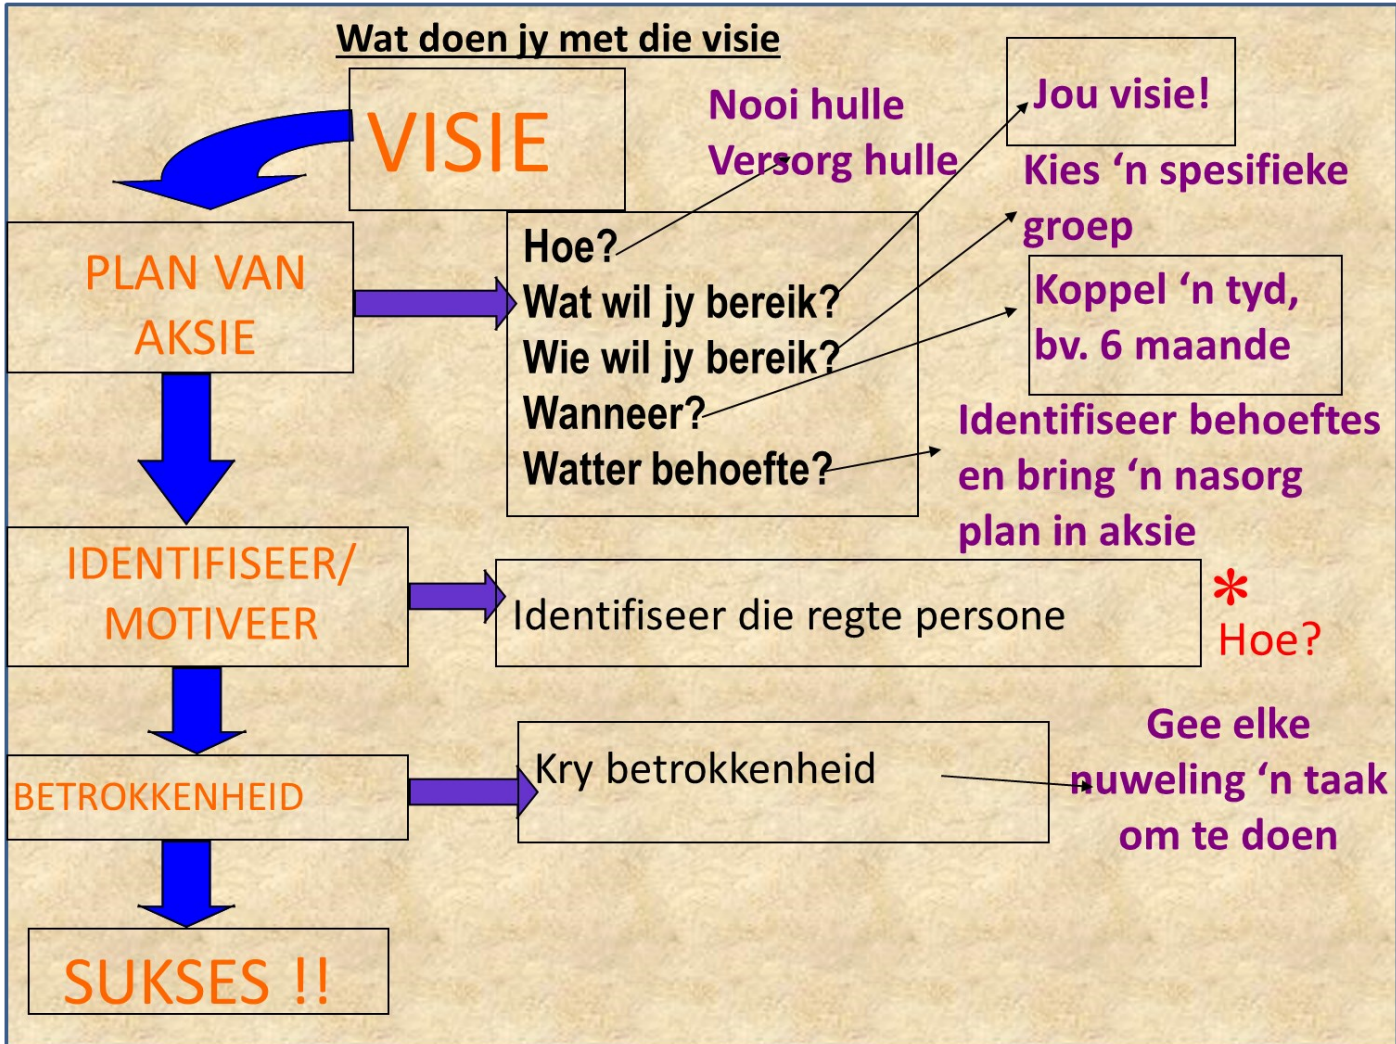 Wat doen jy met die visie
VISIE
Nooi hulle
Versorg hulle
Jou visie!
Kies ‘n spesifieke
groep
PLAN VAN
AKSIE
Hoe?
Wat wil jy bereik?
Wie wil jy bereik?
Wanneer?
Watter behoefte?
Koppel ‘n tyd,
bv. 6 maande
Identifiseer behoeftes
en bring ‘n nasorg
plan in aksie
IDENTIFISEER/
MOTIVEER
Identifiseer die regte persone
*
Hoe?
BETROKKENHEID
Kry betrokkenheid
Gee elke
nuweling ‘n taak
om te doen
SUKSES !!